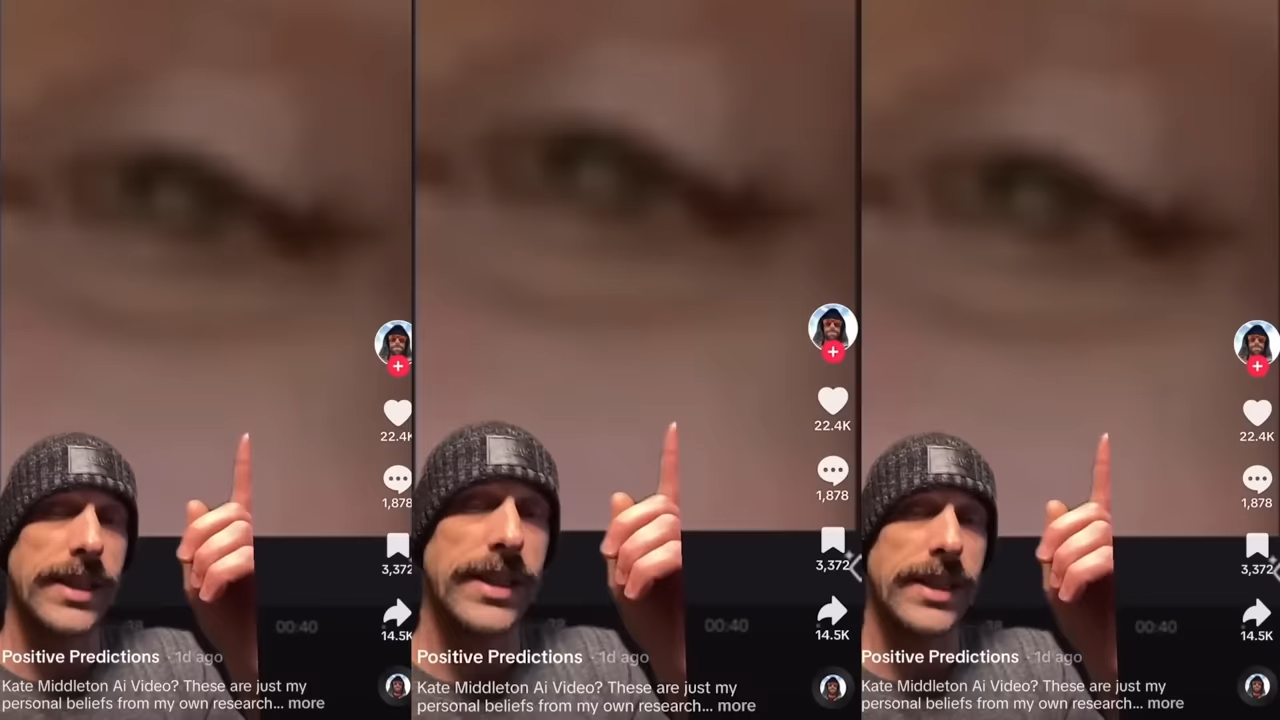 22.4K
1,878
3,372
14.5K
00:40
Positive Predictions · 1d ago
Kate Middleton Ai Video? These are just my
personal beliefs from my own research... more
22.4K
1,878
3,372
14.5K
00:40
Positive Predictions · 1d ago
Kate Middleton Ai Video? These are just my
personal beliefs from my own research... more
22.4K
1,878
3,372
14.5K
00:40
Positive Predictions · 1d ago
Kate Middleton Ai Video? These are just my
personal beliefs from my own research... more